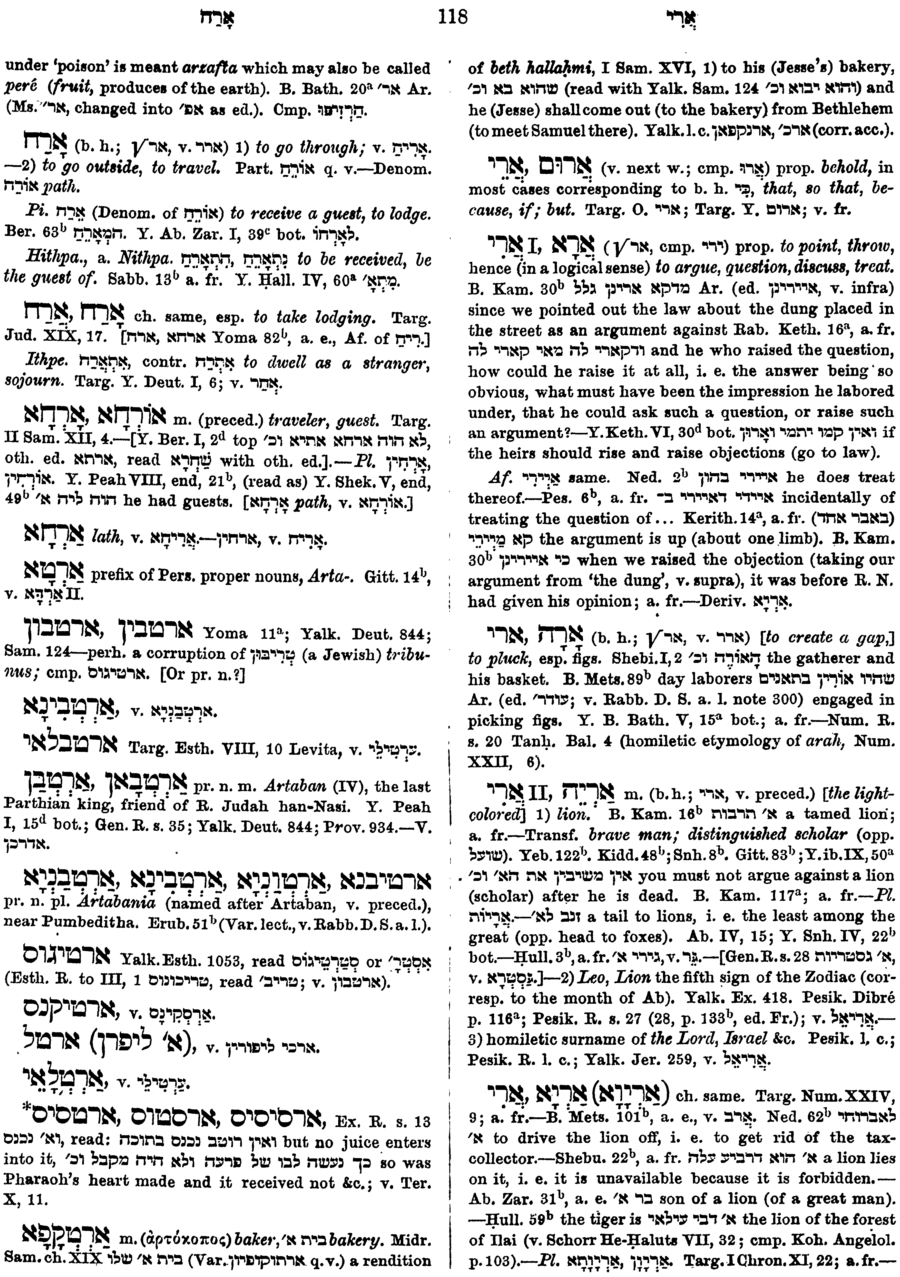 אָרַח
118
אֲרִי
under 'poison' is meant arzafta which may also be called
perê (fruit, produces of the earth). B. Bath. 20ᵃ אר׳ Ar.
(Ms. אר׳, changed into אפ׳ as ed.). Cmp.
אָרַח (b. h.; √אר, v. ארר) 1) to go through; v. אָרִיחַ.
—2) to go outside, to travel. Part. אוֹרֵחַ q. v.—Denom.
אוֹרַח path.
Pi. אֵרַח (Denom. of אוֹרֵחַ) to receive a guest, to lodge.
Ber. 63ᵇ המְאָרֵחַ. Y. Ab. Zar. I, 39ᶜ bot. לְאָרְחוֹ.
Hithpa., a. Nithpa. הִתְאָרֵחַ, נִתְאָרֵחַ to be received, be
the guest of. Sabb. 13ᵇ a. fr. Y. Ḥall. IV, 60ᵃ מִתְאָ׳.
אֲרַח, אָרַח ch. same, esp. to take lodging. Targ.
Jud. XIX, 17. [ארח, ארחא Yoma 82ᵇ, a. e., Af. of רִיחַ.]
Ithpe. אִתְאֲרַח, contr. אִתְּרַח to dwell as a stranger,
sojourn. Targ. Y. Deut. I, 6; v. אֲחַר.
אוֹרְחָא, אָרְחָא m. (preced.) traveler, guest. Targ.
II Sam. XII, 4.—[Y. Ber. I, 2ᵈ top לא הוה ארחא אתיא וכ׳,
oth. ed. ארתא, read שַׁחֲרָא with oth. ed.].—Pl. אָרְחִין,
אוֹרְחִין. Y. Peah VIII, end, 21ᵇ, (read as) Y. Shek. V, end,
49ᵇ הוה ליה א׳ he had guests. [אָרְחָא path, v. אוֹרְחָא.]
אַרְחָא lath, v. אֲרִיחָא.—ארחין, v. אָרִיחַ.
אַרְטָא prefix of Pers. proper nouns, Arta-. Gitt. 14ᵇ,
v. אַרְדָּא II.
ארטבון, ארטבין Yoma 11ᵃ; Yalk. Deut. 844;
Sam. 124—perh. a corruption of טְרִיבּוּן (a Jewish) tribu-
nus; cmp. ארטיגוס. [Or pr. n.?]
אַרְטְבִינָא, v. אַרְטְבַּנְיָא.
ארטבלאי Targ. Esth. VIII, 10 Levita, v. עַרְטִילַי.
אַרְטְבָּן, אַרְטְבָאן pr. n. m. Artaban (IV), the last
Parthian king, friend of R. Judah han-Nasi. Y. Peah
I, 15ᵈ bot.; Gen. R. s. 35; Yalk. Deut. 844; Prov. 934.—V.
אדרכן.
ארטיבנא, אַרְטְוָנְיָא, אַרְטְבִינָא, אַרְטְבַנְיָא
pr. n. pl. Artabania (named after Artaban, v. preced.),
near Pumbeditha. Erub. 51ᵇ (Var. lect., v. Rabb. D. S. a. l.).
ארטיגוס Yalk. Esth. 1053, read סְטַרְטִיגוֹס or אִסְטְרָ׳
(Esth. R. to III, 1 טריבונוס, read טריב׳; v. ארטבון).
ארטיקנס, v. אַרְסְקִינָס.
ארטל (א׳ ליפרן), v. ארכי ליפורין.
אַרְטְלָאֵי, v. עַרְטִילַי.
*ארסיסיס, ארסטוס, ארטסיס, Ex. R. s. 13
וא׳ נכנס, read: ואין רוטב נכנס בתוכה but no juice enters
into it, כך נעשה לבו של פרעה ולא היה מקבל וכ׳ so was
Pharaoh's heart made and it received not &c.; v. Ter.
X, 11.
אַרְטְקָפָא m. (ἀρτόκοπος) baker, בית א׳ bakery. Midr.
Sam. ch. XIX בית א׳ שלו (Var. ארתוקופיון q. v.) a rendition
of beth hallaḥmi, I Sam. XVI, 1) to his (Jesse's) bakery,
שהוא בא וכ׳ (read with Yalk. Sam. 124 והוא יבוא וכ׳) and
he (Jesse) shall come out (to the bakery) from Bethlehem
(to meet Samuel there). Yalk. l. c. ארנקפאן, ארכ׳ (corr. acc.).
אֲרֵי, אֲרוּם (v. next w.; cmp. ארו) prop. behold, in
most cases corresponding to b. h. כִּי, that, so that, be-
cause, if; but. Targ. O. ארי; Targ. Y. ארום; v. fr.
אֲרִי I, אֲרָא (√אר, cmp. ירי) prop. to point, throw,
hence (in a logical sense) to argue, question, discuss, treat.
B. Kam. 30ᵇ מדקא ארינן גלל Ar. (ed. איירינן, v. infra)
since we pointed out the law about the dung placed in
the street as an argument against Rab. Keth. 16ᵃ, a. fr.
ודקארי לה מאי קארי לה and he who raised the question,
how could he raise it at all, i. e. the answer being so
obvious, what must have been the impression he labored
under, that he could ask such a question, or raise such
an argument?—Y. Keth. VI, 30ᵈ bot. ואין קמו יתמי וארון if
the heirs should rise and raise objections (go to law).
Af. אַיְירֵי same. Ned. 2ᵇ איירי בהון he does treat
thereof.—Pes. 6ᵇ, a. fr. איידי דאיירי ב־ incidentally of
treating the question of... Kerith. 14ᵃ, a. fr. (באבר אחד)
קא מַיְירֵי the argument is up (about one limb). B. Kam.
30ᵇ כי איירינן when we raised the objection (taking our
argument from 'the dung', v. supra), it was before R. N.
had given his opinion; a. fr.—Deriv. אִרְיָא.
ארי, אָרָה (b. h.; √אר, v. ארר) [to create a gap,]
to pluck, esp. figs. Shebi. I, 2 הָאוֹרֶה וכ׳ the gatherer and
his basket. B. Mets. 89ᵇ day laborers שהיו אורין בתאנים
Ar. (ed. עודר׳; v. Rabb. D. S. a. l. note 300) engaged in
picking figs. Y. B. Bath. V, 15ᵃ bot.; a. fr.—Num. R.
s. 20 Tanḥ. Bal. 4 (homiletic etymology of arah, Num.
XXII, 6).
אֲרִי II, אַרְיֵה m. (b. h.; ארי, v. preced.) [the light-
colored] 1) lion. B. Kam. 16ᵇ א׳ תרבות a tamed lion;
a. fr.—Transf. brave man; distinguished scholar (opp.
שועל). Yeb. 122ᵇ. Kidd. 48ᵇ; Snh. 8ᵇ. Gitt. 83ᵇ; Y. ib. IX, 50ᵃ
אין משיבין את הא׳ וכ׳ you must not argue against a lion
(scholar) after he is dead. B. Kam. 117ᵃ; a. fr.—Pl.
אֲרָיוֹת.—זנב לא׳ a tail to lions, i. e. the least among the
great (opp. head to foxes). Ab. IV, 15; Y. Snh. IV, 22ᵇ
bot.—Ḥull. 3ᵇ, a. fr. גירי א׳, v. גֵּר.—[Gen. R. s. 28 א׳ גסטריות,
v. גִּסְטְרָא.]—2) Leo, Lion the fifth sign of the Zodiac (cor-
resp. to the month of Ab). Yalk. Ex. 418. Pesik. Dibré
p. 116ᵃ; Pesik. R. s. 27 (28, p. 133ᵇ, ed. Fr.); v. אֲרִיאֵל.—
3) homiletic surname of the Lord, Israel &c. Pesik. l, c.;
Pesik. R. l. c.; Yalk. Jer. 259, v. אֲרִיאֵל.
אֲרִי, אַרְיָא (אַרְיָוָא) ch. same. Targ. Num. XXIV,
9; a. fr.—B. Mets. 101ᵇ, a. e., v. ארב. Ned. 62ᵇ לאברוחי
א׳ to drive the lion off, i. e. to get rid of the tax-
collector.—Shebu. 22ᵇ, a. fr. א׳ הוא דרביע עלה a lion lies
on it, i. e. it is unavailable because it is forbidden.—
Ab. Zar. 31ᵇ, a. e. בר א׳ son of a lion (of a great man).
—Ḥull. 59ᵇ the tiger is א׳ דבי עילאי the lion of the forest
of Ilai (v. Schorr He-Ḥaluts VII, 32; cmp. Koh. Angelol.
p. 103).—Pl. אַרְיָוָן, אַרְיָוָתָא. Targ. I Chron. XI, 22; a. fr.—